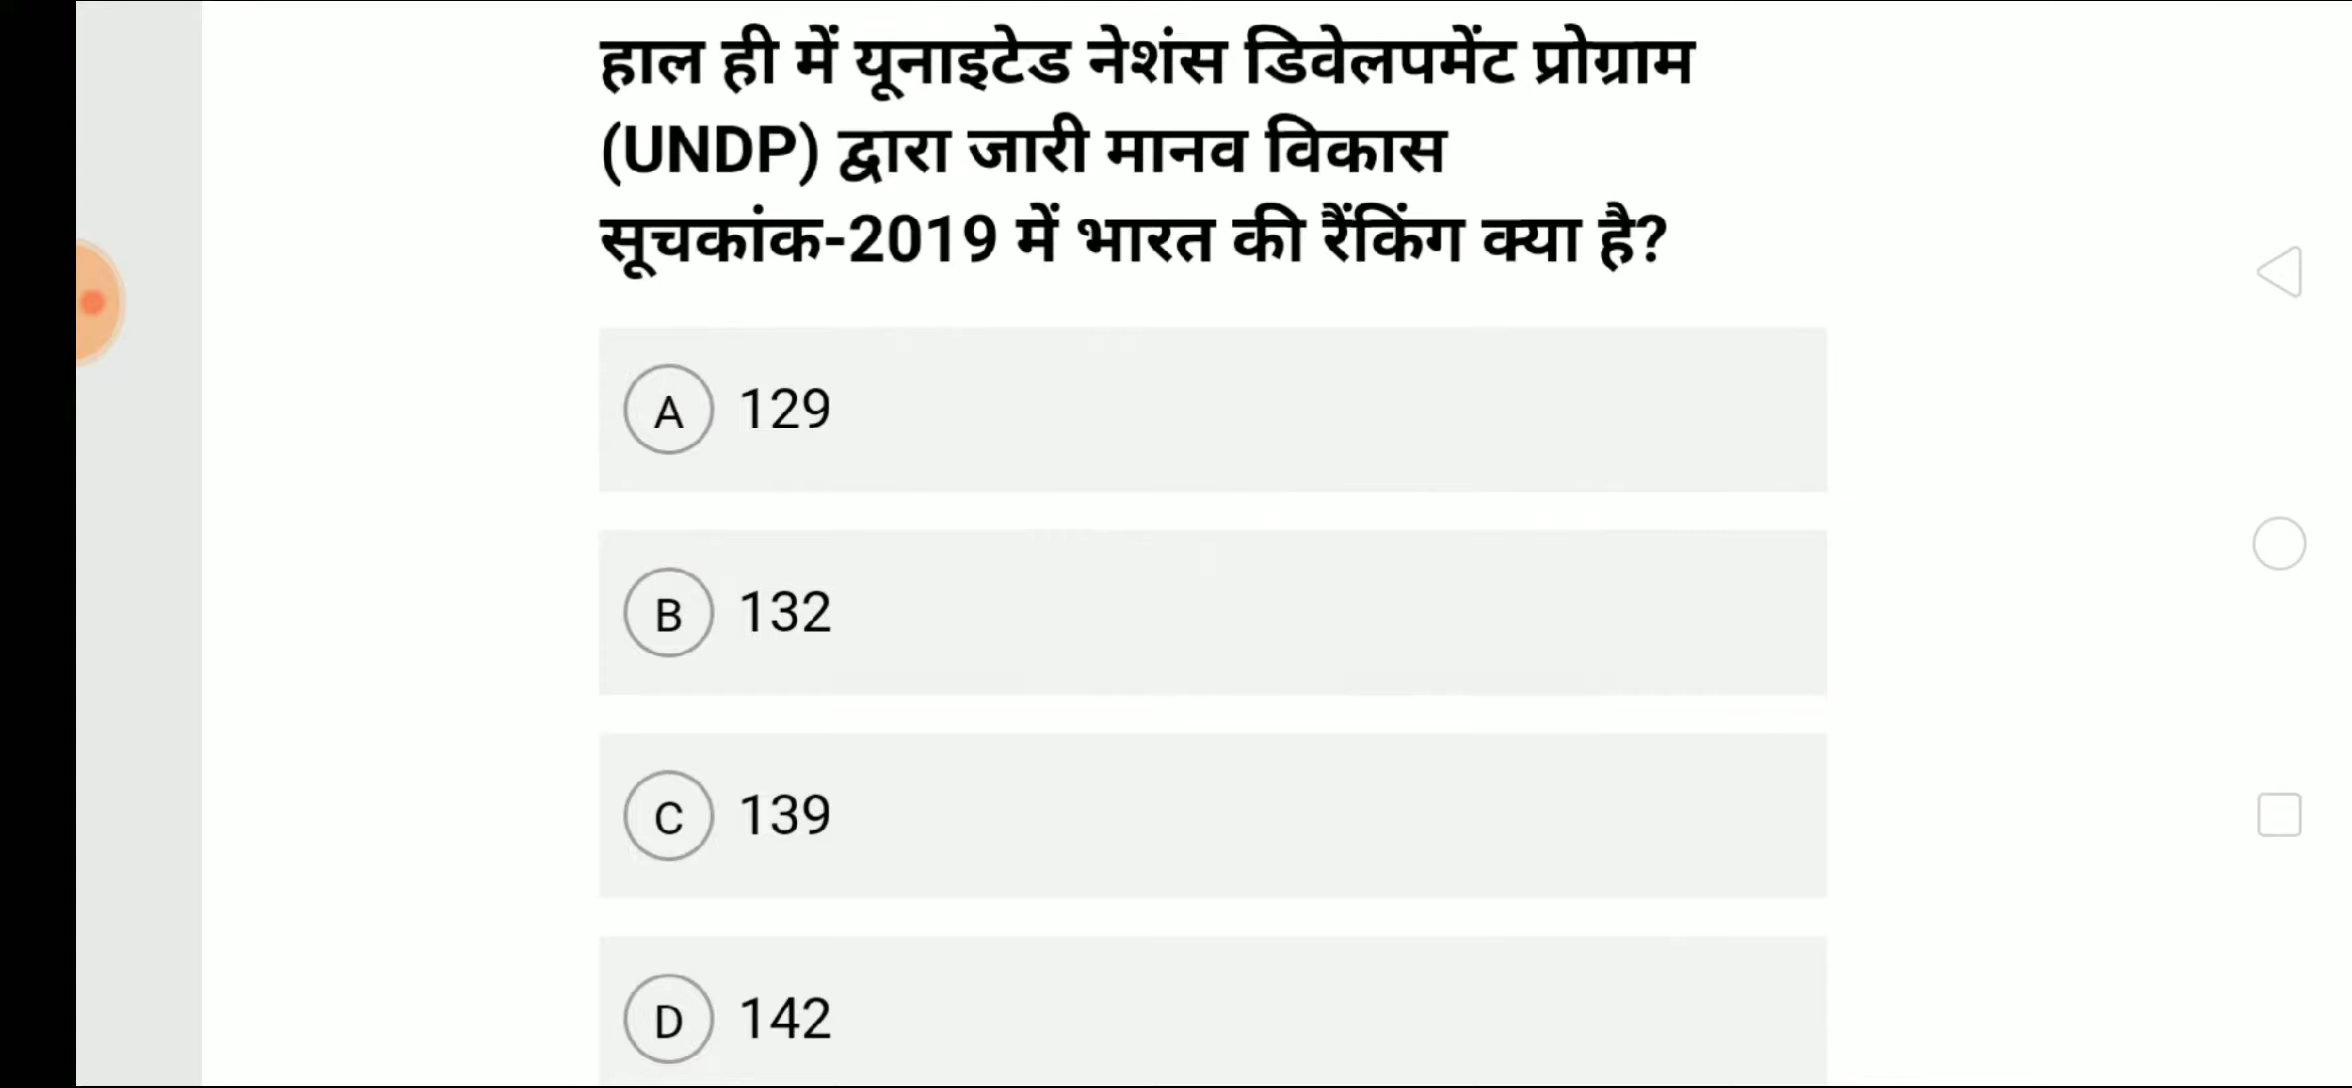 हाल ही में यूनाइटेड नेशंस डिवेलपमेंट प्रोग्राम
(UNDP) द्वारा जारी मानव विकास
सूचकांक-2019 में भारत की रैंकिंग क्या है?
A 129
B 132
C 139
D 142